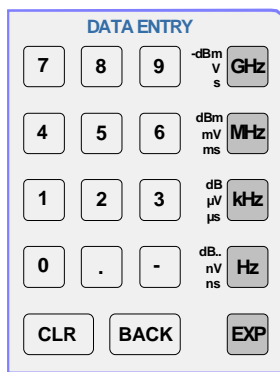 DATA ENTRY
7 8 9 -dBm V s GHz
4 5 6 dBm mV ms MHz
1 2 3 dB µV µs kHz
0 . - dB.. nV ns Hz
CLR BACK EXP